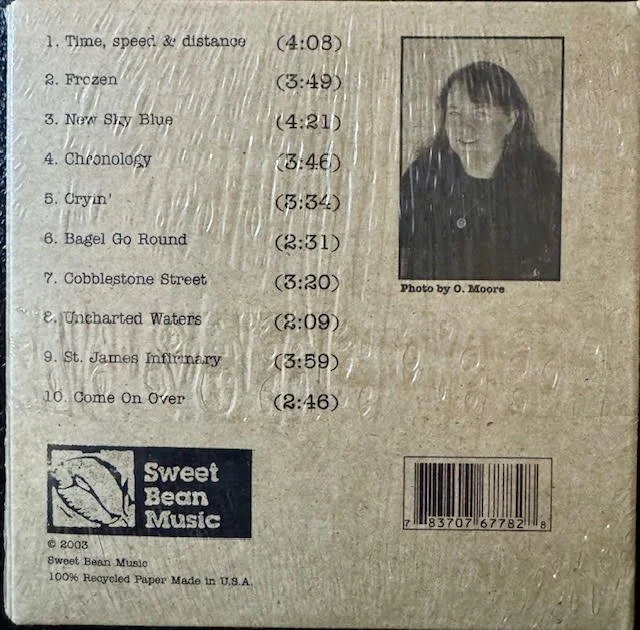 1. Time, speed & distance (4:08)
2. Frozen (3:49)
3. New Sky Blue (4:21)
4. Chronology (3:46)
5. Cryin' (3:34)
6. Bagel Go Round (2:31)
7. Cobblestone Street (3:20)
8. Uncharted Waters (2:09)
9. St. James Infirmary (3:59)
10. Come On Over (2:46)
Photo by O. Moore
Sweet
Bean
Music
© 2003
Sweet Bean Music
100% Recycled Paper Made in U.S.A.
7 83707 67782 8